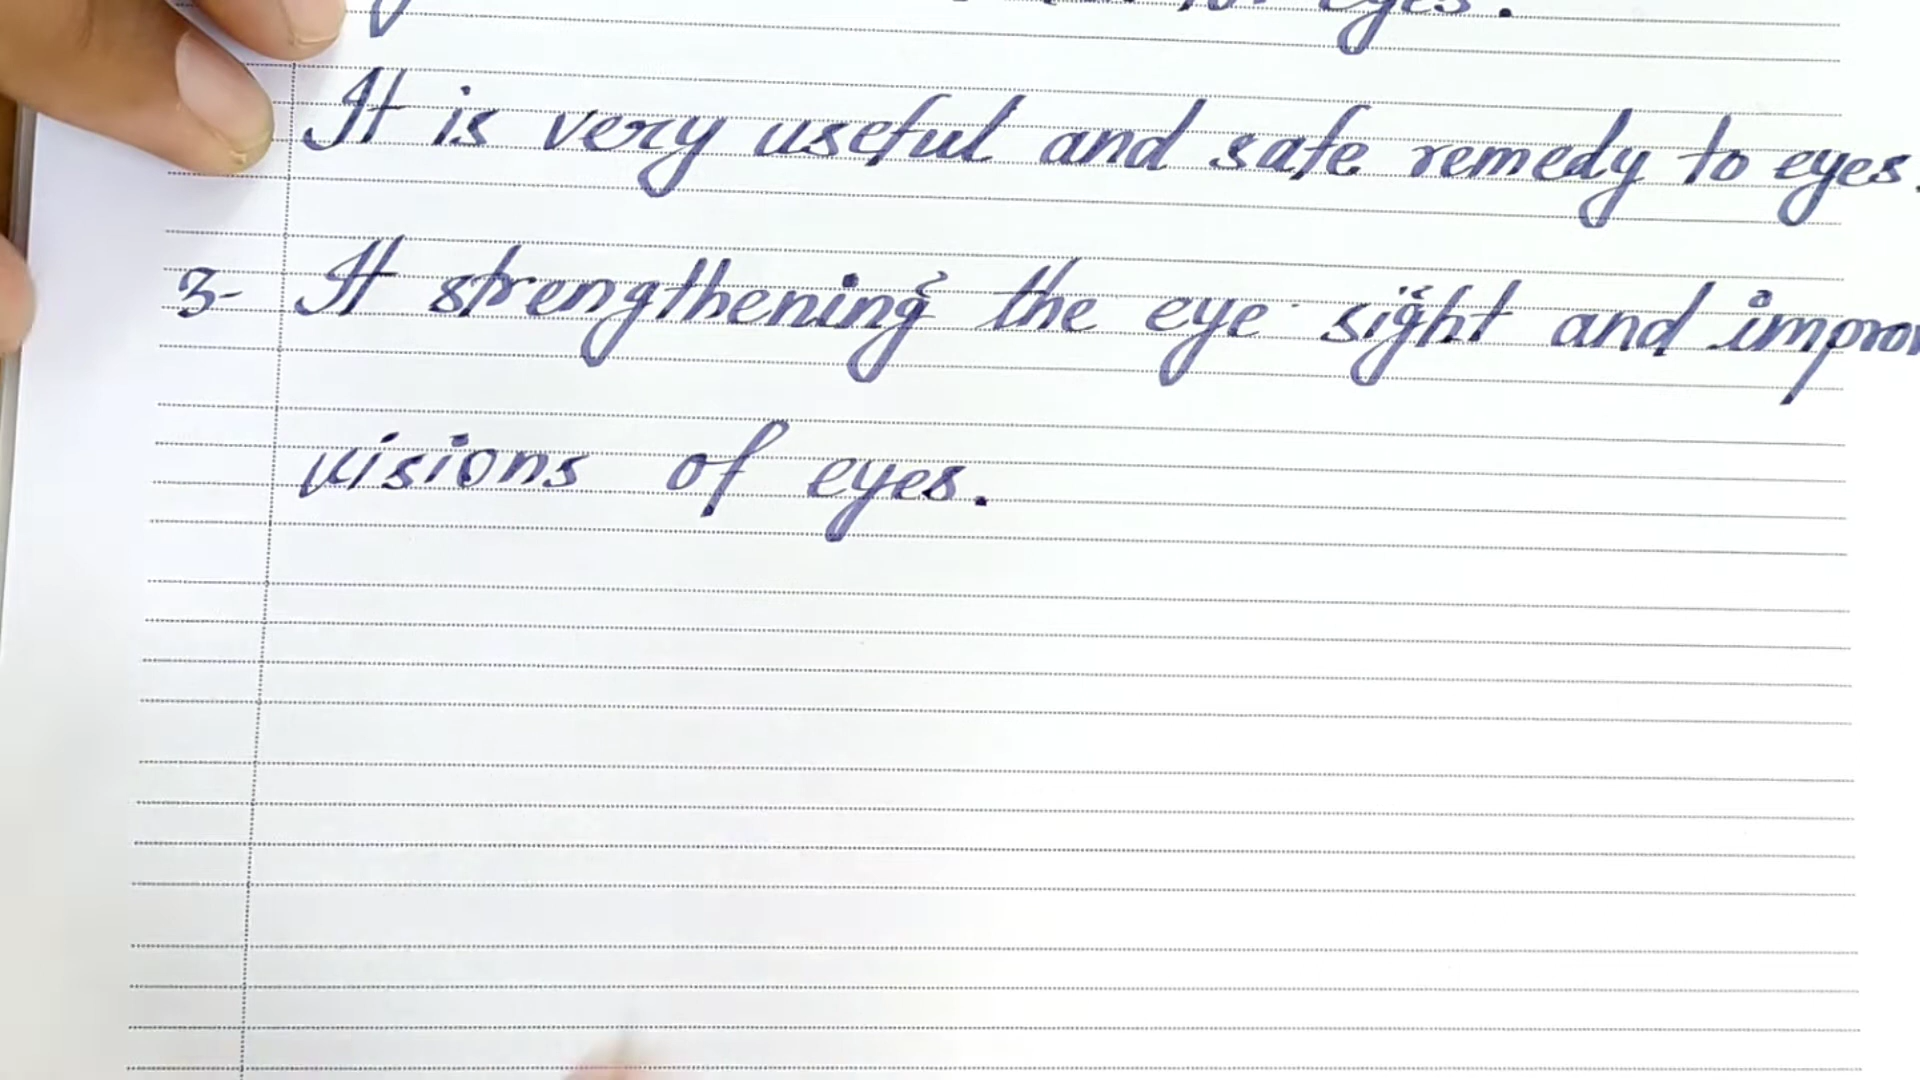 eyes.
It is very useful and safe remedy to eyes.
3- It strengthening the eye sight and
visions of eyes.